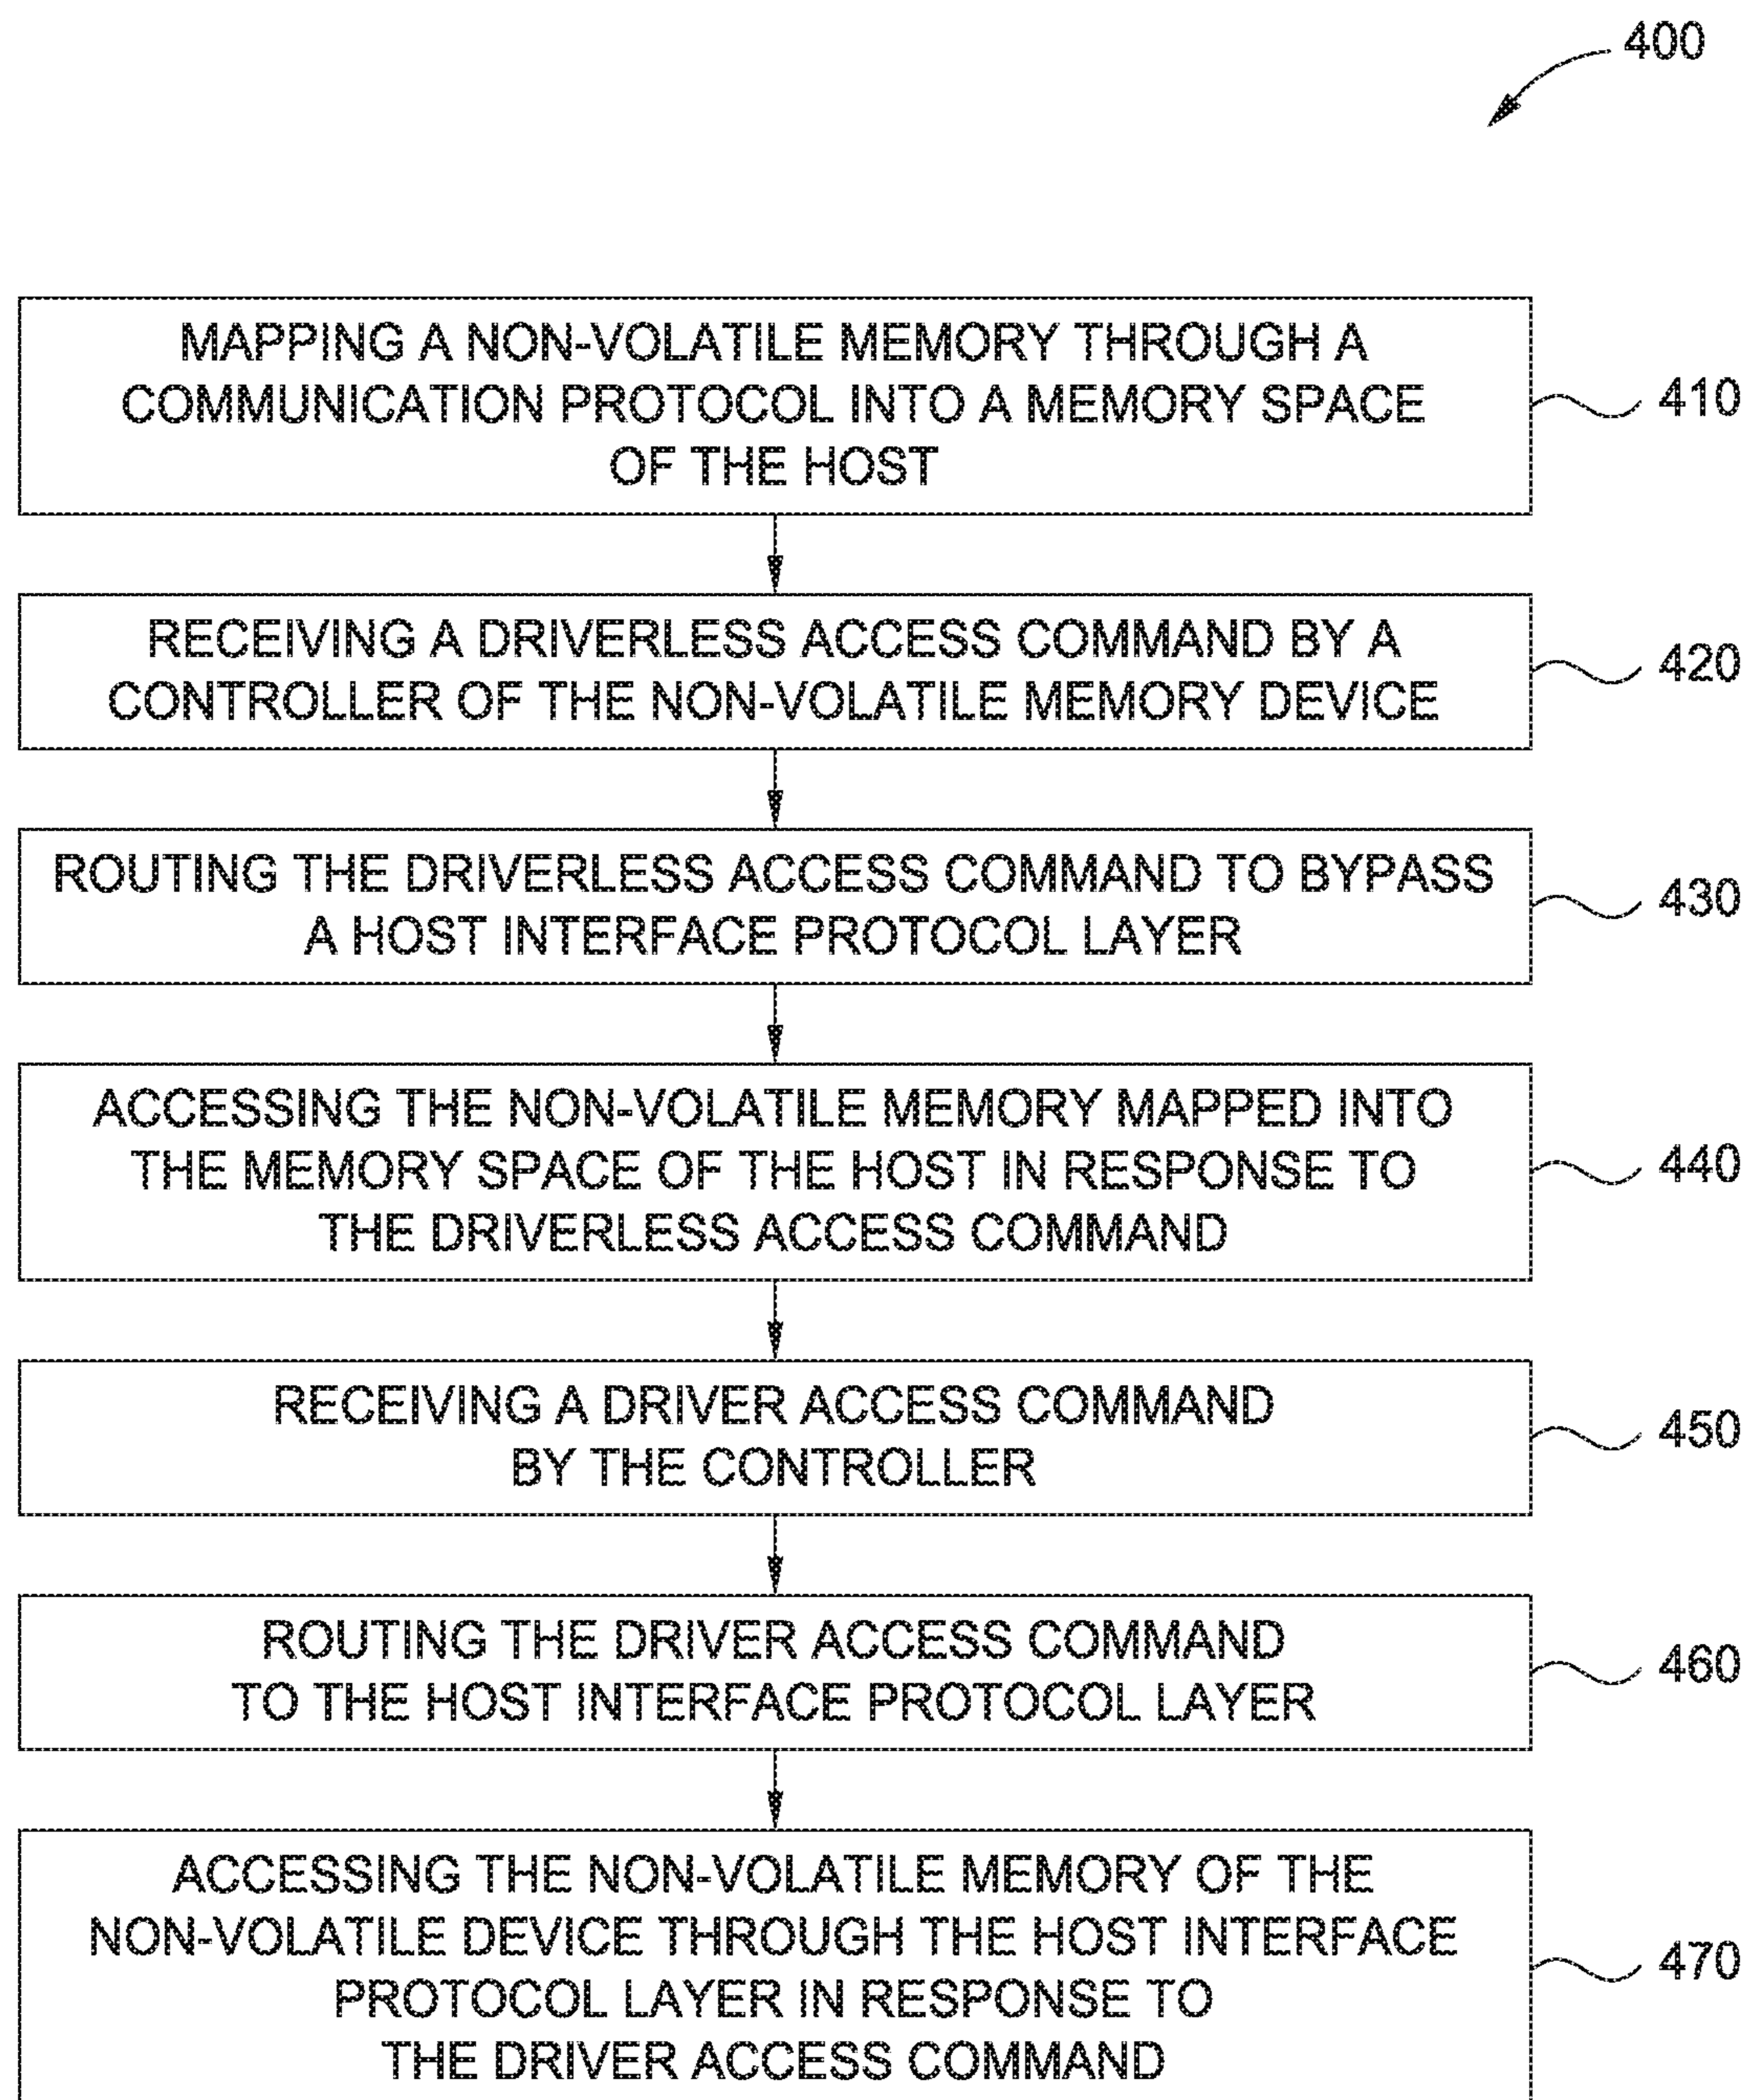 400
MAPPING A NON-VOLATILE MEMORY THROUGH A
COMMUNICATION PROTOCOL INTO A MEMORY SPACE
OF THE HOST
410
RECEIVING A DRIVERLESS ACCESS COMMAND BY A
CONTROLLER OF THE NON-VOLATILE MEMORY DEVICE
420
ROUTING THE DRIVERLESS ACCESS COMMAND TO BYPASS
A HOST INTERFACE PROTOCOL LAYER
430
ACCESSING THE NON-VOLATILE MEMORY MAPPED INTO
THE MEMORY SPACE OF THE HOST IN RESPONSE TO
THE DRIVERLESS ACCESS COMMAND
440
RECEIVING A DRIVER ACCESS COMMAND
BY THE CONTROLLER
450
ROUTING THE DRIVER ACCESS COMMAND
TO THE HOST INTERFACE PROTOCOL LAYER
460
ACCESSING THE NON-VOLATILE MEMORY OF THE
NON-VOLATILE DEVICE THROUGH THE HOST INTERFACE
PROTOCOL LAYER IN RESPONSE TO
THE DRIVER ACCESS COMMAND
470